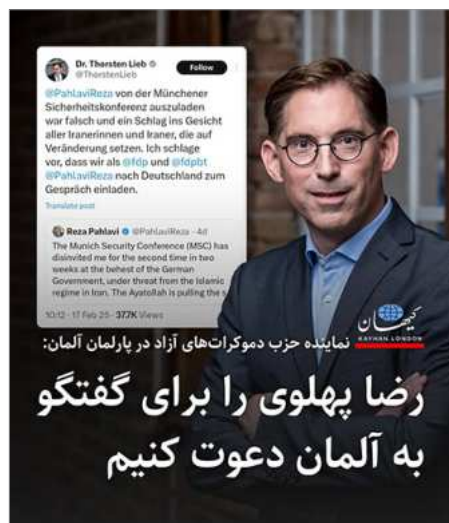 Dr. Thorsten Lieb
@ThorstenLieb
Follow
@PahlaviReza von der Münchener
Sicherheitskonferenz auszuladen
war falsch und ein Schlag ins Gesicht
aller Iranerinnen und Iraner, die auf
Veränderung setzen. Ich schlage
vor, dass wir als @fdp und @fdpbt
@PahlaviReza nach Deutschland zum
Gespräch einladen.
Translate post
Reza Pahlavi @PahlaviReza · 4d
The Munich Security Conference (MSC) has
disinvited me for the second time in two
weeks at the behest of the German
Government, under threat from the Islamic
regime in Iran. The Ayatollah is pulling the s
10:12 · 17 Feb 25 · 377K Views
کیهان
KAYHAN LONDON
نماینده حزب دموکرات‌های آزاد در پارلمان آلمان:
رضا پهلوی را برای گفتگو
به آلمان دعوت کنیم